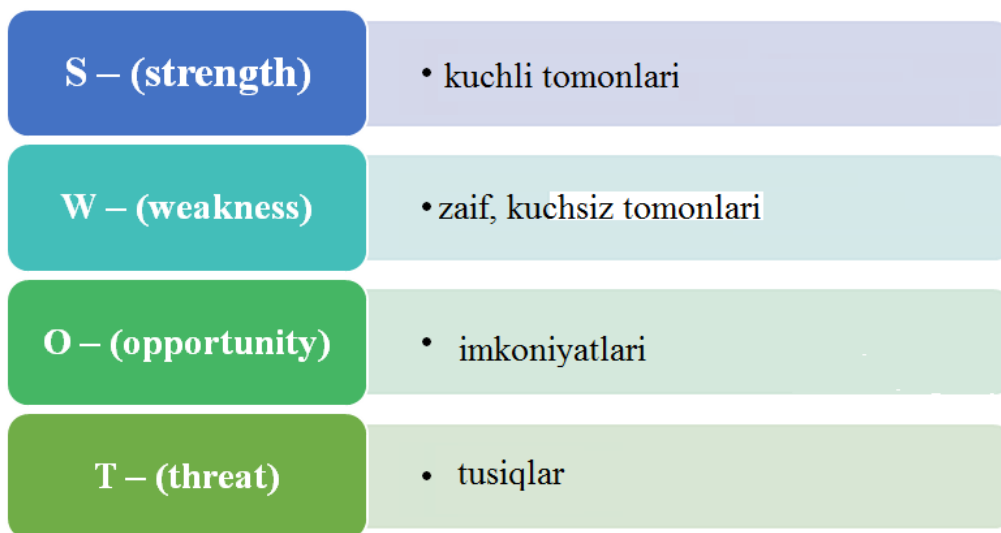 S – (strength)
• kuchli tomonlari
W – (weakness)
• zaif, kuchsiz tomonlari
O – (opportunity)
• imkoniyatlari
T – (threat)
• tusiqlar